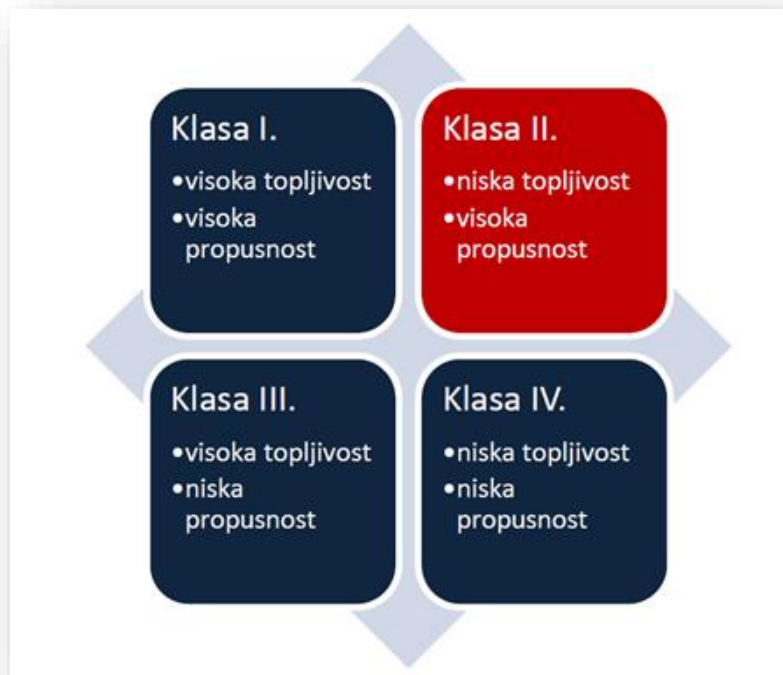 Klasa I.
•visoka topljivost
•visoka
propusnost
Klasa II.
•niska topljivost
•visoka
propusnost
Klasa III.
•visoka topljivost
•niska
propusnost
Klasa IV.
•niska topljivost
•niska
propusnost